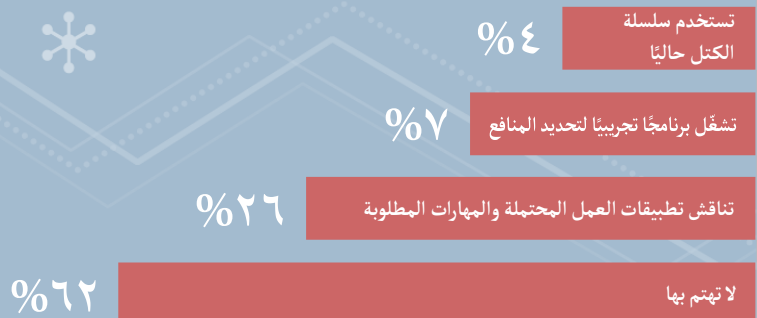 تستخدم سلسلة
الكتل حاليًا
%٤
تشغّل برنامجًا تجريبيًا لتحديد المنافع
%٧
تناقش تطبيقات العمل المحتملة والمهارات المطلوبة
%٢٦
لا تهتم بها
%٦٢